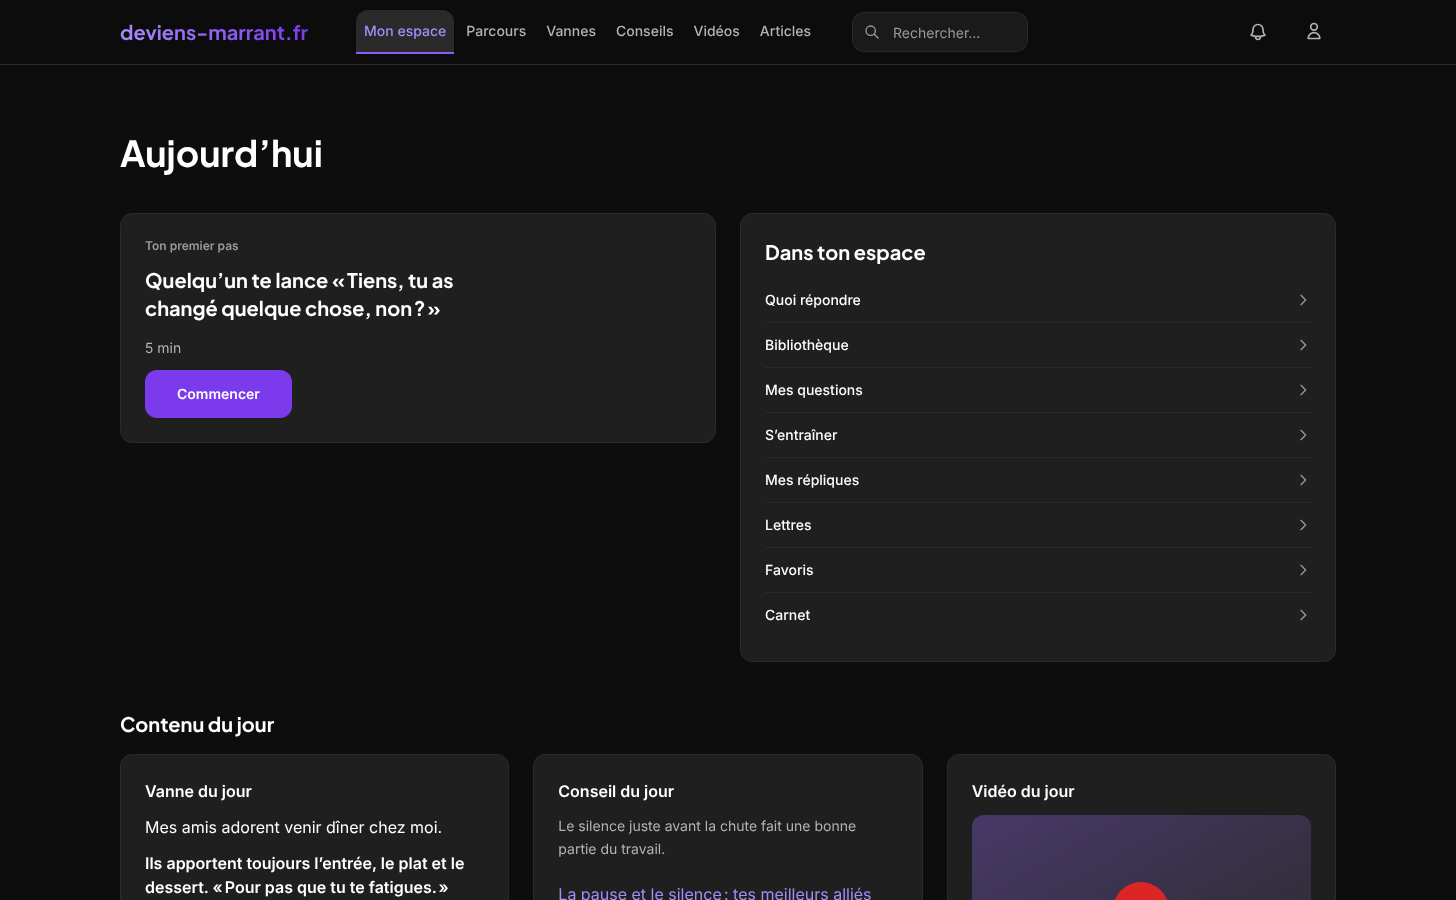 deviens-marrant.fr
Mon espace
Parcours
Vannes
Conseils
Vidéos
Articles
Rechercher...
Aujourd’hui
Ton premier pas
Quelqu’un te lance « Tiens, tu as
changé quelque chose, non ? »
5 min
Commencer
Dans ton espace
Quoi répondre
Bibliothèque
Mes questions
S’entraîner
Mes répliques
Lettres
Favoris
Carnet
Contenu du jour
Vanne du jour
Mes amis adorent venir dîner chez moi.
Ils apportent toujours l’entrée, le plat et le
dessert. « Pour pas que tu te fatigues. »
Conseil du jour
Le silence juste avant la chute fait une bonne
partie du travail.
La pause et le silence : tes meilleurs alliés
Vidéo du jour